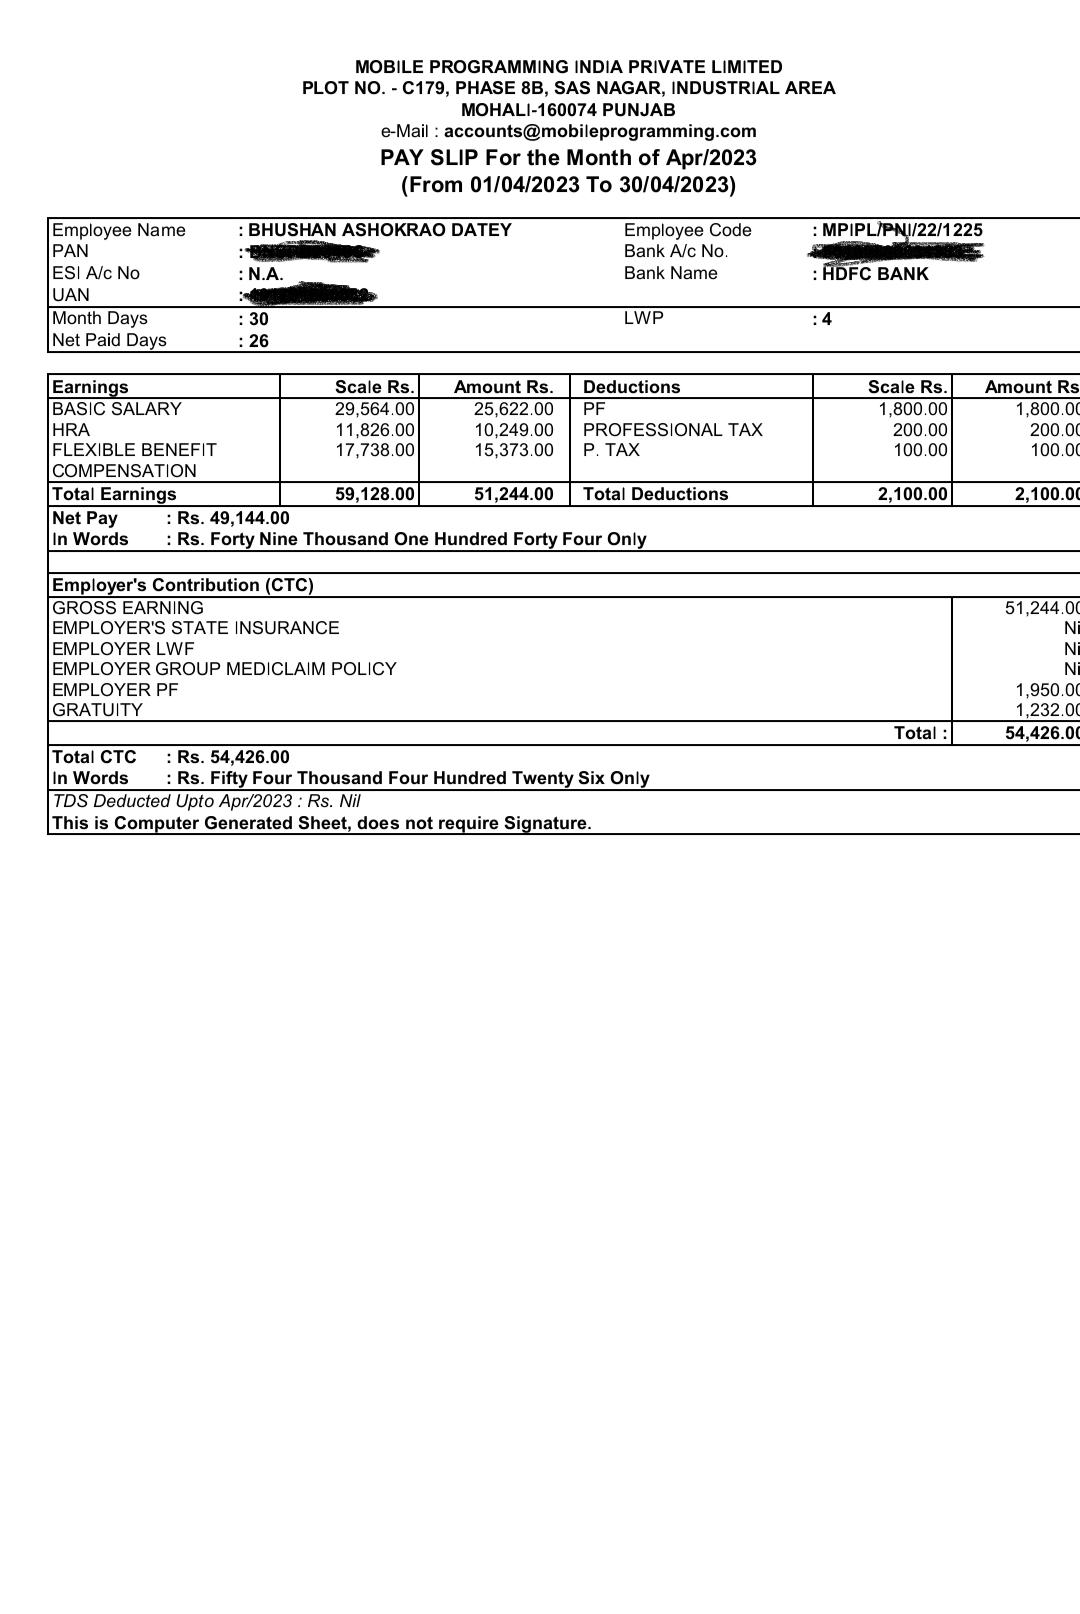 MOBILE PROGRAMMING INDIA PRIVATE LIMITED
PLOT NO. - C179, PHASE 8B, SAS NAGAR, INDUSTRIAL AREA
MOHALI-160074 PUNJAB
e-Mail : accounts@mobileprogramming.com
PAY SLIP For the Month of Apr/2023
(From 01/04/2023 To 30/04/2023)
Employee Name : BHUSHAN ASHOKRAO DATEY Employee Code : MPIPL/PNI/22/1225
PAN : Bank A/c No. :
ESI A/c No : N.A. Bank Name : HDFC BANK
UAN :
Month Days : 30 LWP : 4
Net Paid Days : 26
Earnings Scale Rs. Amount Rs. Deductions Scale Rs. Amount Rs
BASIC SALARY 29,564.00 25,622.00 PF 1,800.00 1,800.00
HRA 11,826.00 10,249.00 PROFESSIONAL TAX 200.00 200.00
FLEXIBLE BENEFIT 17,738.00 15,373.00 P. TAX 100.00 100.00
COMPENSATION
Total Earnings 59,128.00 51,244.00 Total Deductions 2,100.00 2,100.00
Net Pay : Rs. 49,144.00
In Words : Rs. Forty Nine Thousand One Hundred Forty Four Only
Employer's Contribution (CTC)
GROSS EARNING 51,244.00
EMPLOYER'S STATE INSURANCE Ni
EMPLOYER LWF Ni
EMPLOYER GROUP MEDICLAIM POLICY Ni
EMPLOYER PF 1,950.00
GRATUITY 1,232.00
Total : 54,426.00
Total CTC : Rs. 54,426.00
In Words : Rs. Fifty Four Thousand Four Hundred Twenty Six Only
TDS Deducted Upto Apr/2023 : Rs. Nil
This is Computer Generated Sheet, does not require Signature.